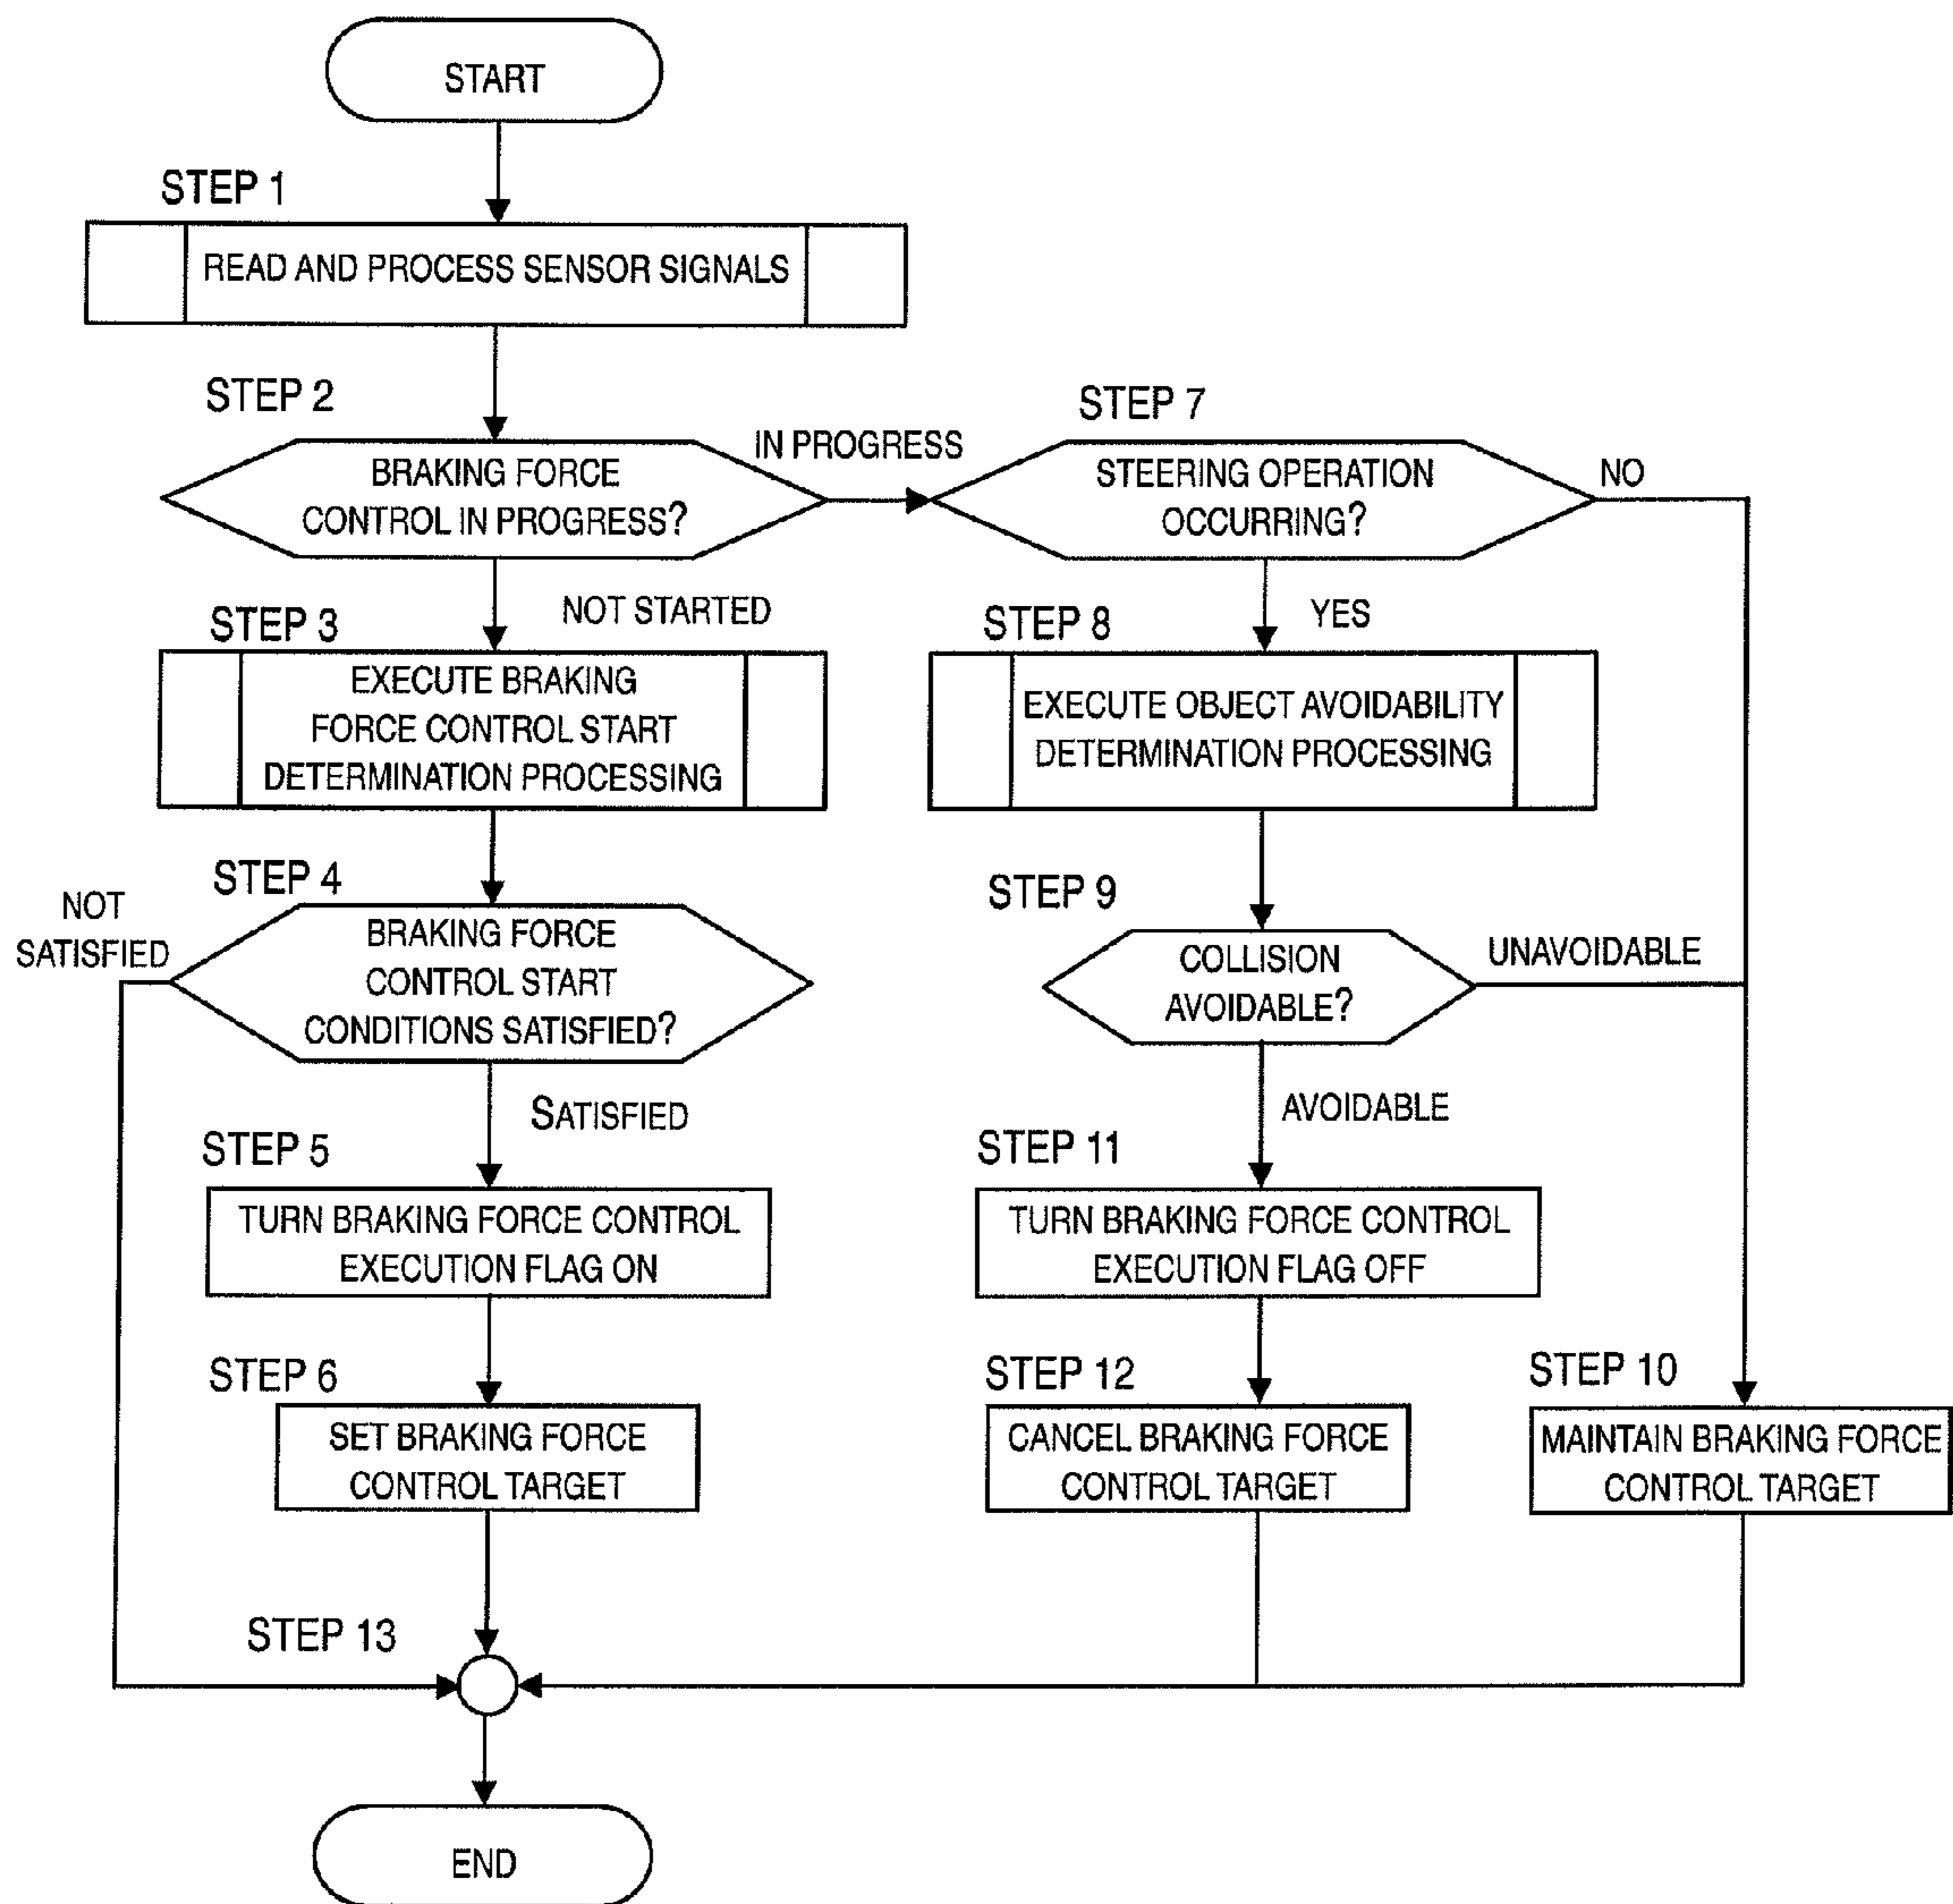 START
STEP 1
READ AND PROCESS SENSOR SIGNALS
STEP 2
BRAKING FORCE
CONTROL IN PROGRESS?
IN PROGRESS
STEP 7
STEERING OPERATION
OCCURRING?
NO
NOT STARTED
YES
STEP 3
EXECUTE BRAKING
FORCE CONTROL START
DETERMINATION PROCESSING
STEP 8
EXECUTE OBJECT AVOIDABILITY
DETERMINATION PROCESSING
STEP 4
NOT
SATISFIED
BRAKING FORCE
CONTROL START
CONDITIONS SATISFIED?
STEP 9
COLLISION
AVOIDABLE?
UNAVOIDABLE
SATISFIED
AVOIDABLE
STEP 5
TURN BRAKING FORCE CONTROL
EXECUTION FLAG ON
STEP 11
TURN BRAKING FORCE CONTROL
EXECUTION FLAG OFF
STEP 6
SET BRAKING FORCE
CONTROL TARGET
STEP 12
CANCEL BRAKING FORCE
CONTROL TARGET
STEP 10
MAINTAIN BRAKING FORCE
CONTROL TARGET
STEP 13
END